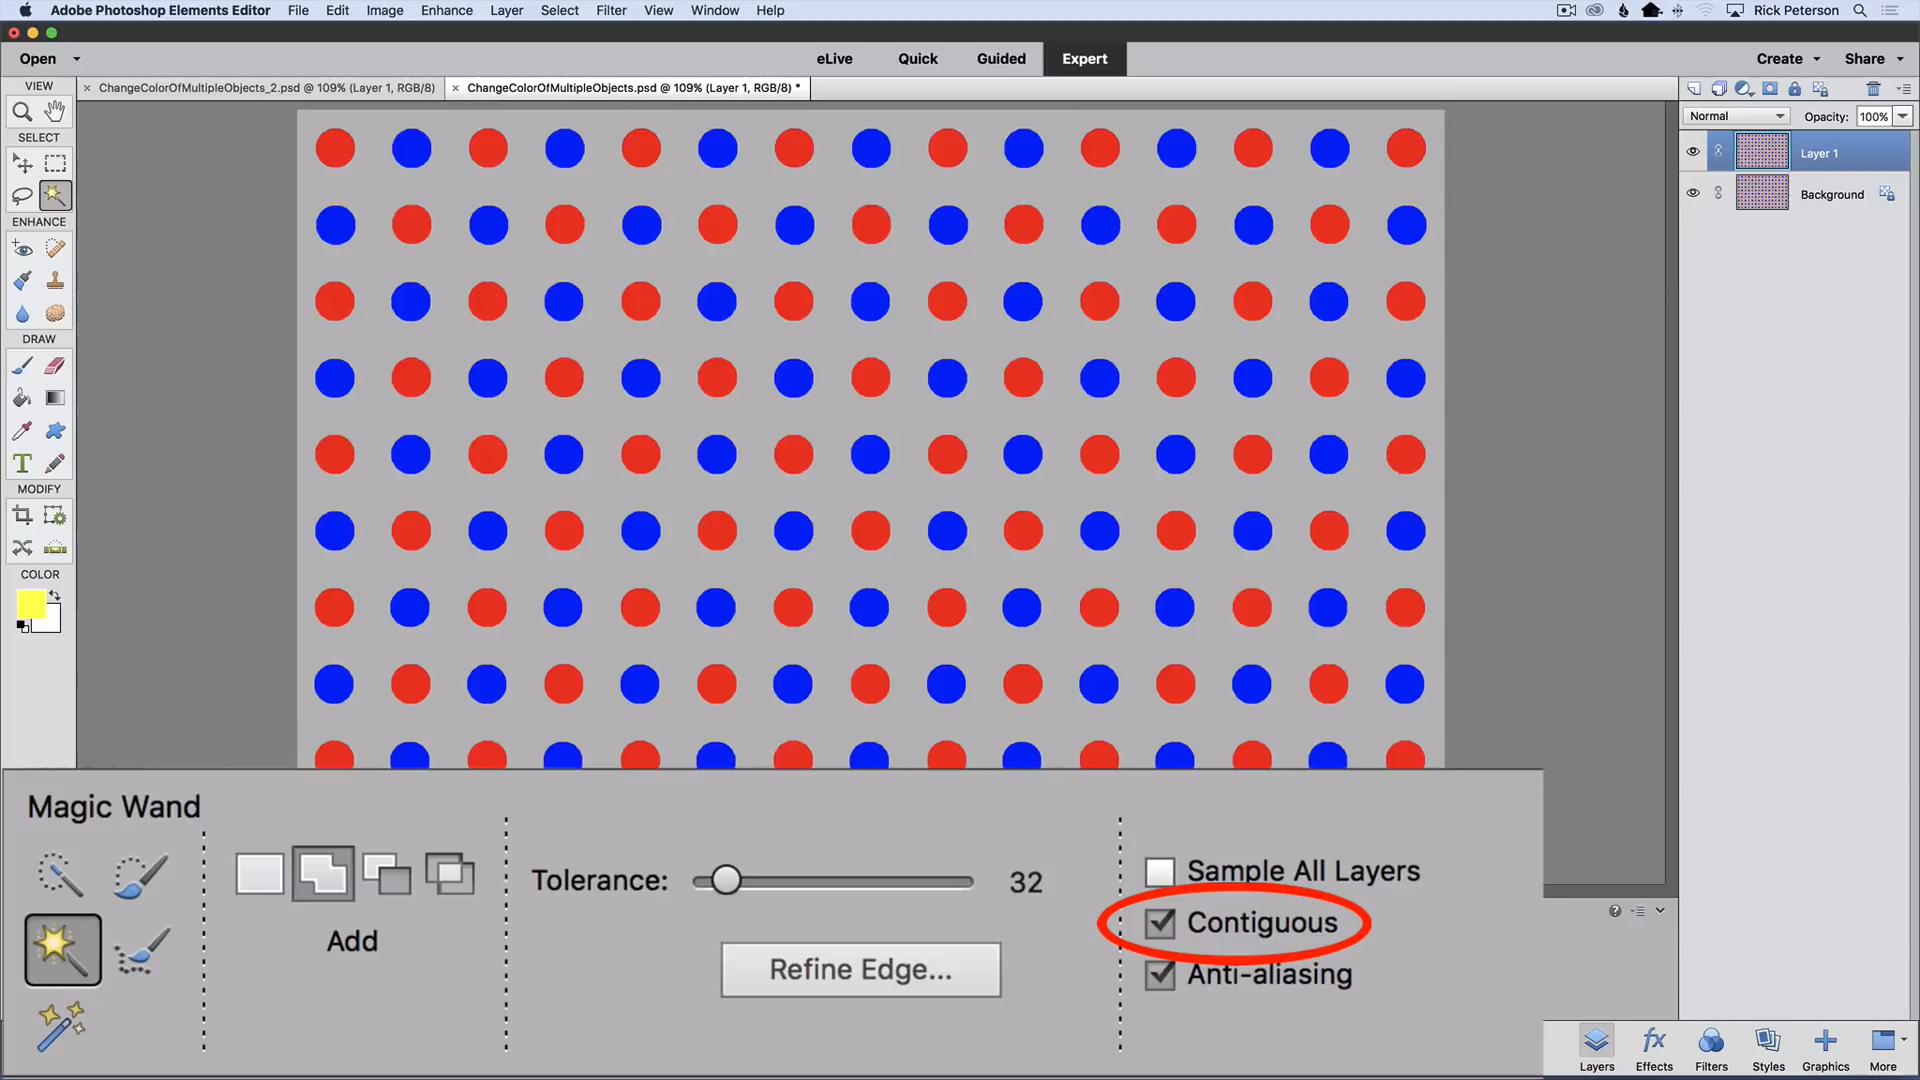 Adobe Photoshop Elements Editor File Edit Image Enhance Layer Select Filter View Window Help Rick Peterson
Open eLive Quick Guided Expert Create Share
VIEW
ChangeColorOfMultipleObjects_2.psd @ 109% (Layer 1, RGB/8)
ChangeColorOfMultipleObjects.psd @ 109% (Layer 1, RGB/8) *
Normal Opacity: 100%
SELECT
Layer 1
Background
ENHANCE
DRAW
T
MODIFY
COLOR
Magic Wand
Tolerance: 32
Add
Refine Edge...
Sample All Layers
Contiguous
Anti-aliasing
fx
Layers Effects Filters Styles Graphics More